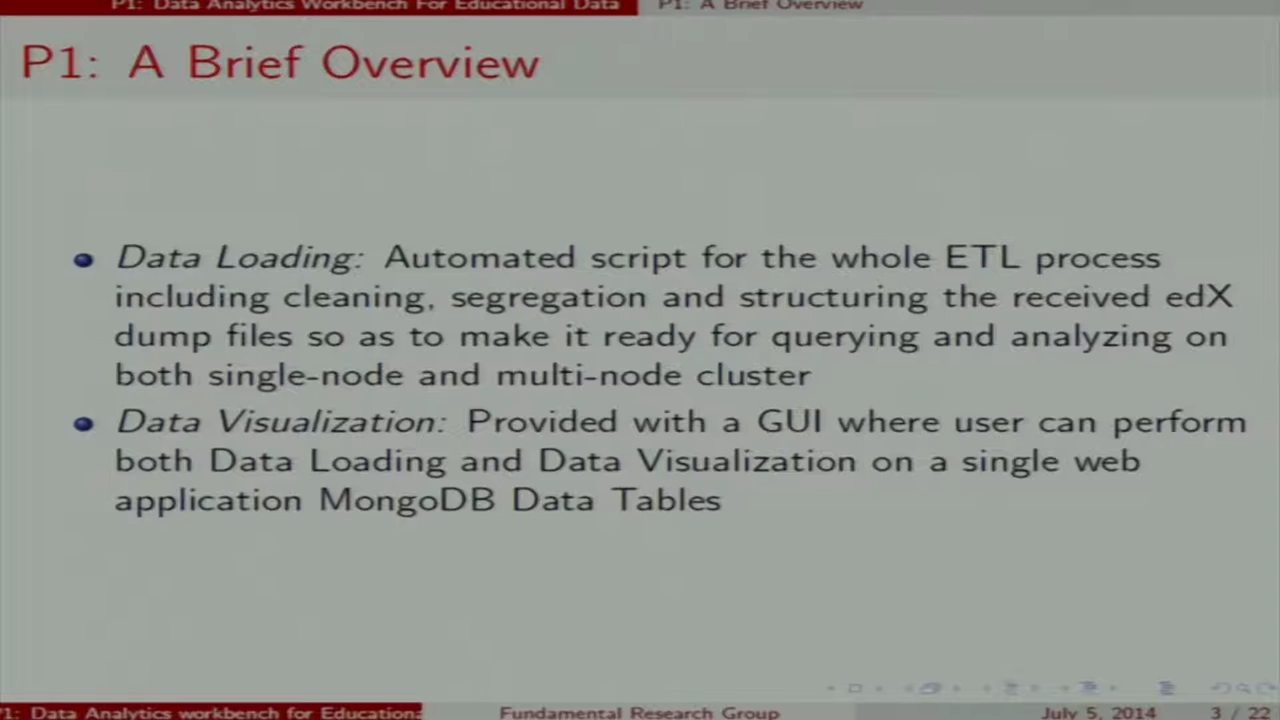 P1: Data Analytics Workbench For Educational Data P1: A Brief Overview
P1: A Brief Overview
Data Loading: Automated script for the whole ETL process
including cleaning, segregation and structuring the received edX
dump files so as to make it ready for querying and analyzing on
both single-node and multi-node cluster
Data Visualization: Provided with a GUI where user can perform
both Data Loading and Data Visualization on a single web
application MongoDB Data Tables
P1: Data Analytics workbench for Educationa Fundamental Research Group July 5, 2014 3 / 22